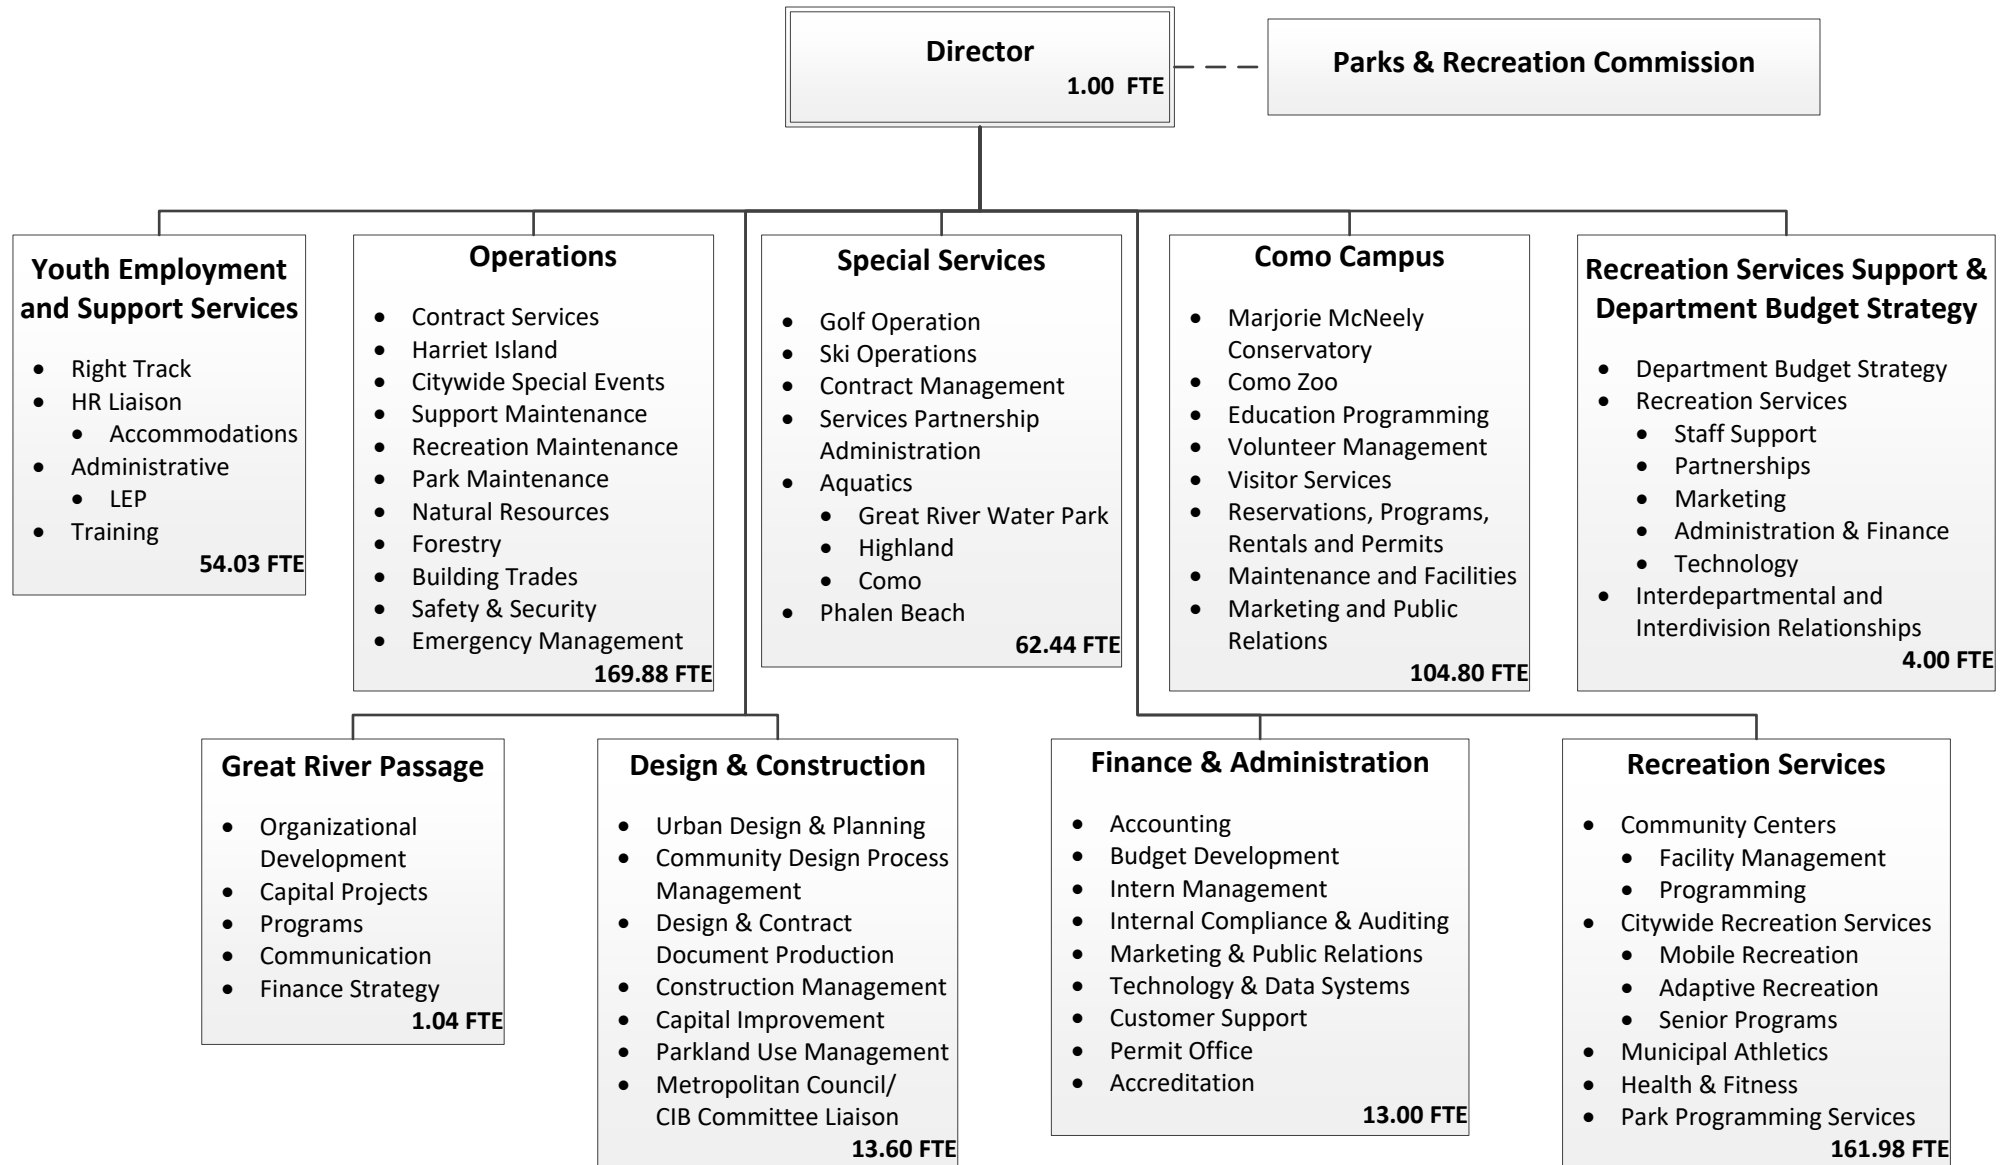 Director
1.00 FTE
Parks & Recreation Commission
Youth Employment
and Support Services
• Right Track
• HR Liaison
• Accommodations
• Administrative
• LEP
• Training
54.03 FTE
Operations
• Contract Services
• Harriet Island
• Citywide Special Events
• Support Maintenance
• Recreation Maintenance
• Park Maintenance
• Natural Resources
• Forestry
• Building Trades
• Safety & Security
• Emergency Management
169.88 FTE
Special Services
• Golf Operation
• Ski Operations
• Contract Management
• Services Partnership
Administration
• Aquatics
• Great River Water Park
• Highland
• Como
• Phalen Beach
62.44 FTE
Como Campus
• Marjorie McNeely
Conservatory
• Como Zoo
• Education Programming
• Volunteer Management
• Visitor Services
• Reservations, Programs,
Rentals and Permits
• Maintenance and Facilities
• Marketing and Public
Relations
104.80 FTE
Recreation Services Support &
Department Budget Strategy
• Department Budget Strategy
• Recreation Services
• Staff Support
• Partnerships
• Marketing
• Administration & Finance
• Technology
• Interdepartmental and
Interdivision Relationships
4.00 FTE
Great River Passage
• Organizational
Development
• Capital Projects
• Programs
• Communication
• Finance Strategy
1.04 FTE
Design & Construction
• Urban Design & Planning
• Community Design Process
Management
• Design & Contract
Document Production
• Construction Management
• Capital Improvement
• Parkland Use Management
• Metropolitan Council/
CIB Committee Liaison
13.60 FTE
Finance & Administration
• Accounting
• Budget Development
• Intern Management
• Internal Compliance & Auditing
• Marketing & Public Relations
• Technology & Data Systems
• Customer Support
• Permit Office
• Accreditation
13.00 FTE
Recreation Services
• Community Centers
• Facility Management
• Programming
• Citywide Recreation Services
• Mobile Recreation
• Adaptive Recreation
• Senior Programs
• Municipal Athletics
• Health & Fitness
• Park Programming Services
161.98 FTE